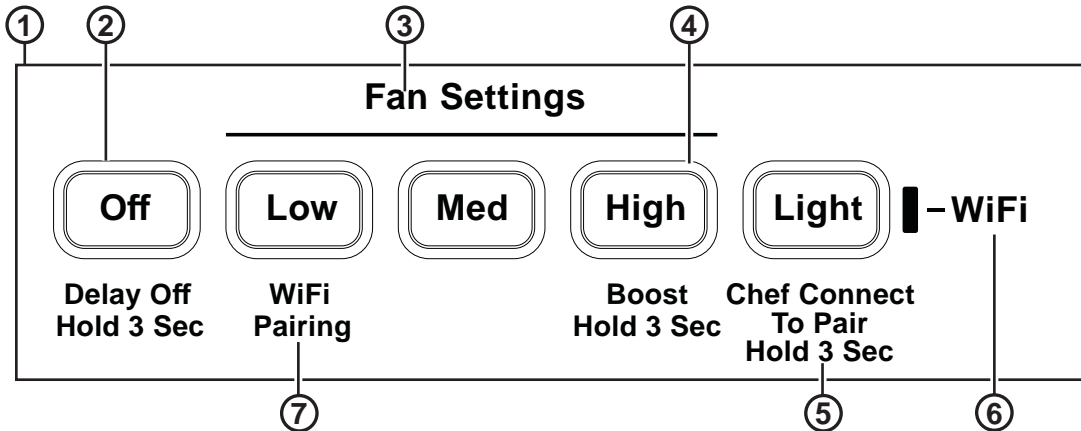 1 2 3 4
Fan Settings
Off Low Med High Light -WiFi
Delay Off
Hold 3 Sec
WiFi
Pairing
Boost
Hold 3 Sec
Chef Connect
To Pair
Hold 3 Sec
7 5 6